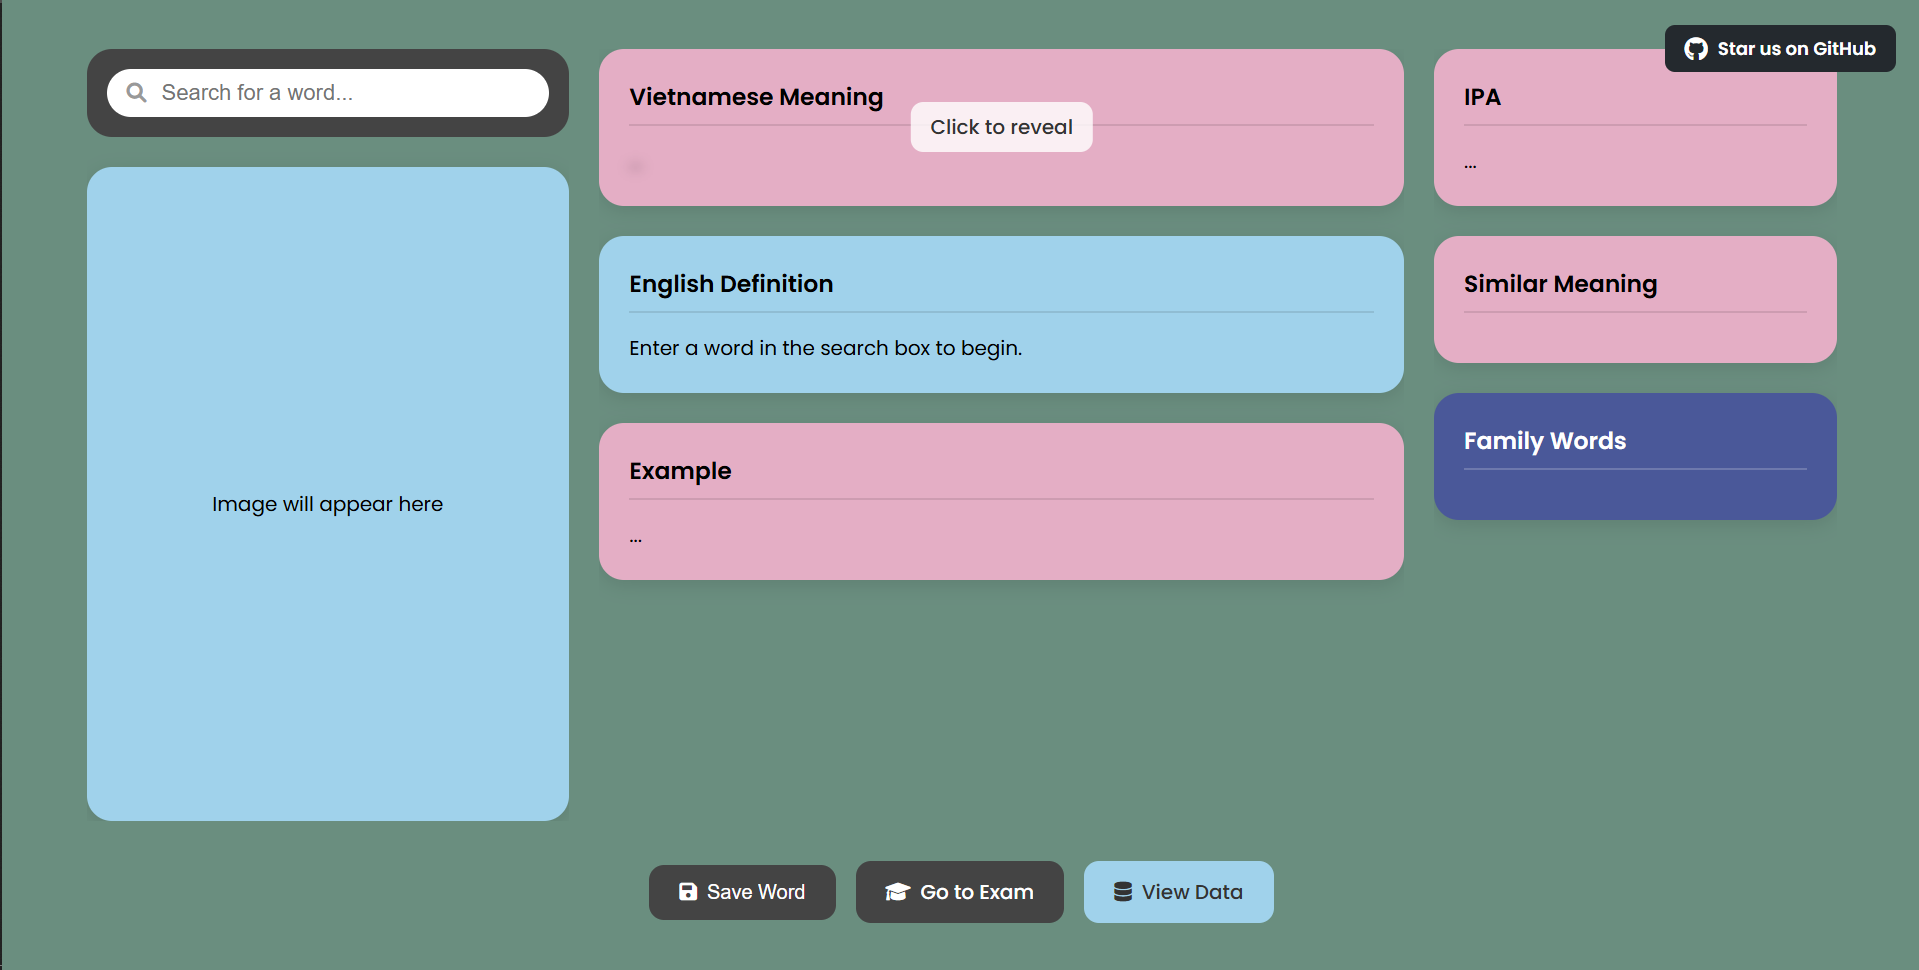 Star us on GitHub
Search for a word...
Image will appear here
Vietnamese Meaning
Click to reveal
English Definition
Enter a word in the search box to begin.
Example
...
IPA
...
Similar Meaning
Family Words
Save Word
Go to Exam
View Data